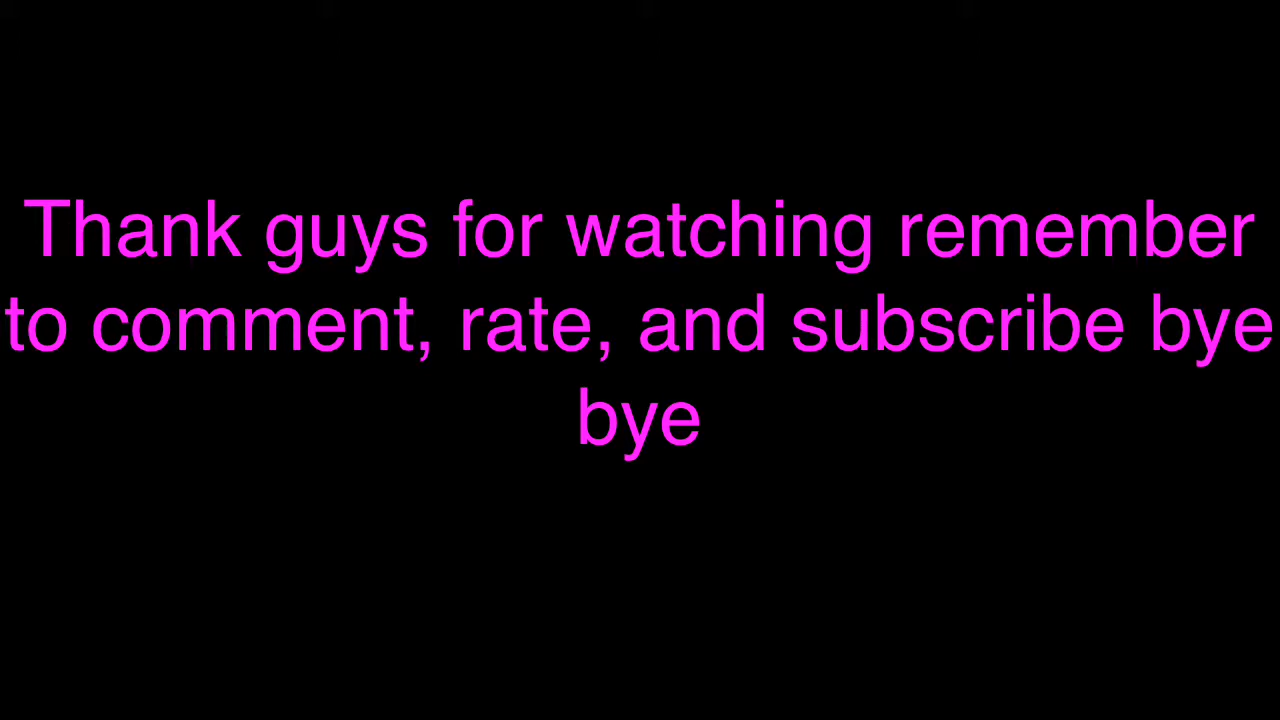 Thank guys for watching remember
to comment, rate, and subscribe bye
bye